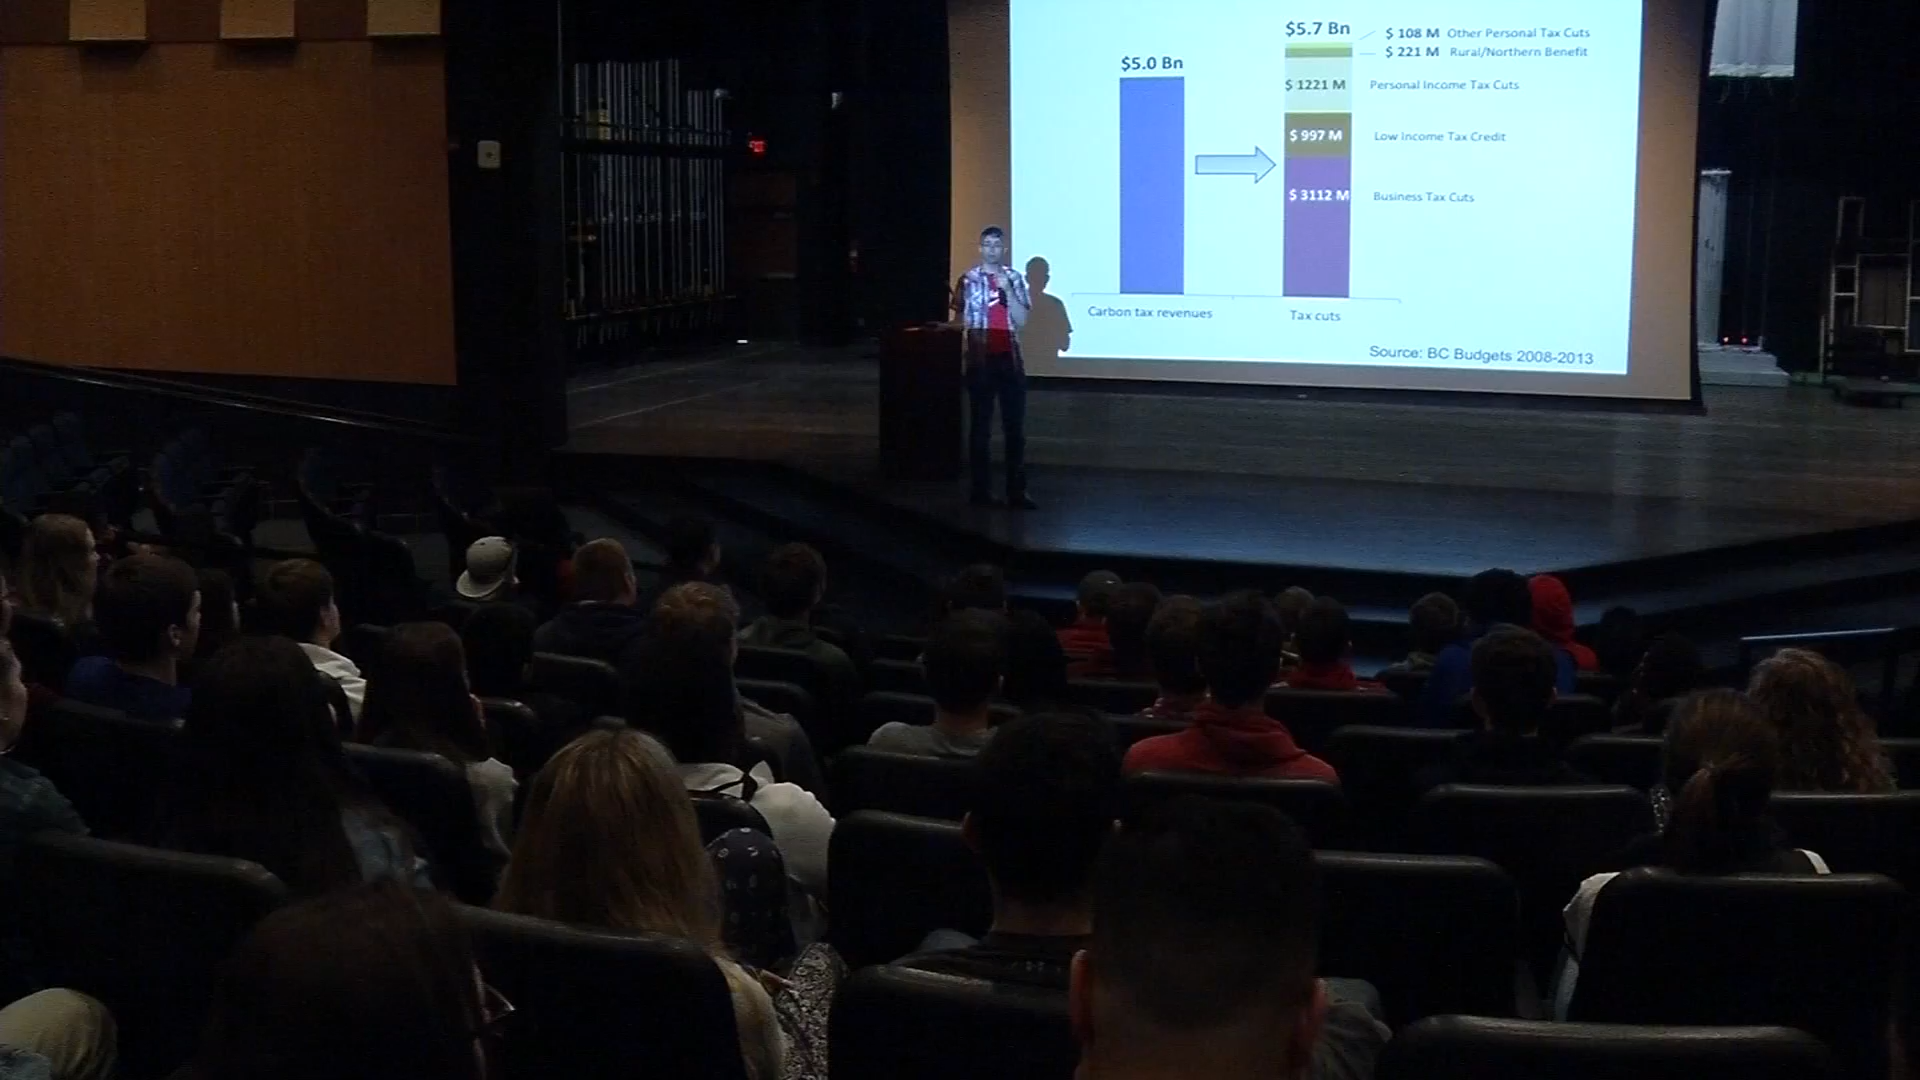 $5.7 Bn
$ 108 M Other Personal Tax Cuts
$ 221 M Rural/Northern Benefit
$5.0 Bn
$ 1221 M Personal Income Tax Cuts
$ 997 M Low Income Tax Credit
$ 3112 M Business Tax Cuts
Carbon tax revenues
Tax cuts
Source: BC Budgets 2008-2013